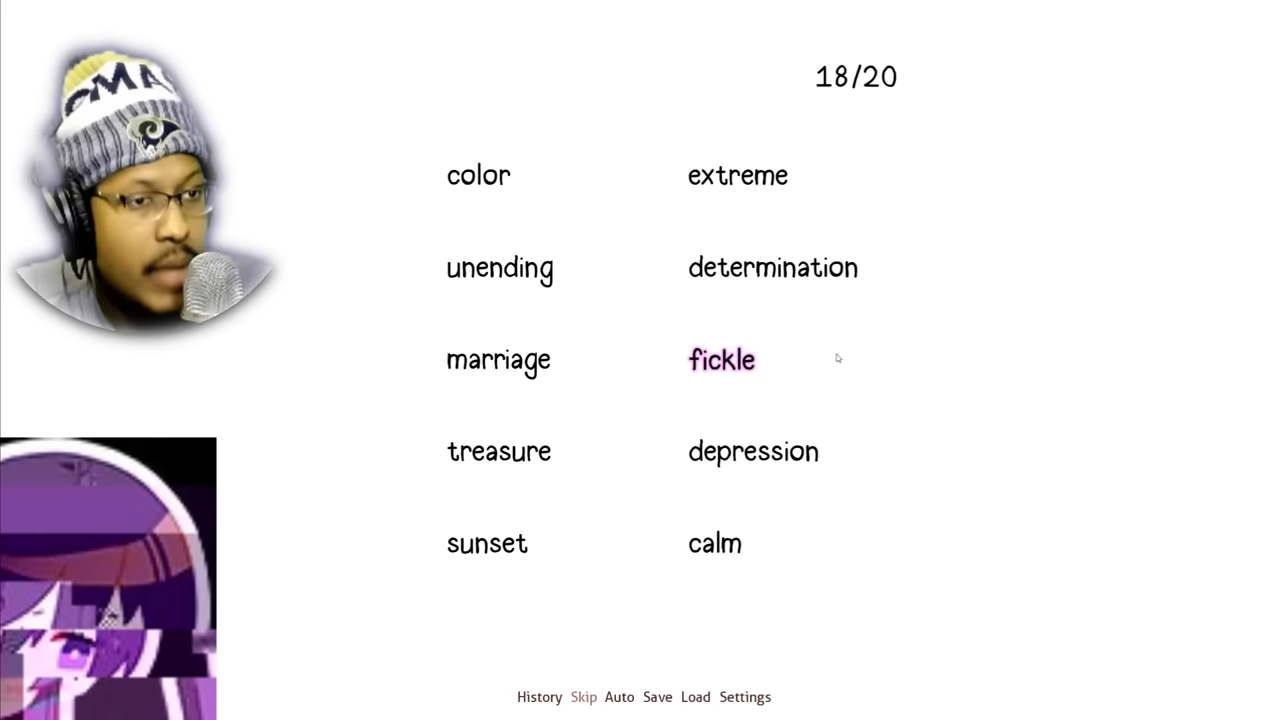 18/20
color extreme
unending determination
marriage fickle
treasure depression
sunset calm
History Skip Auto Save Load Settings